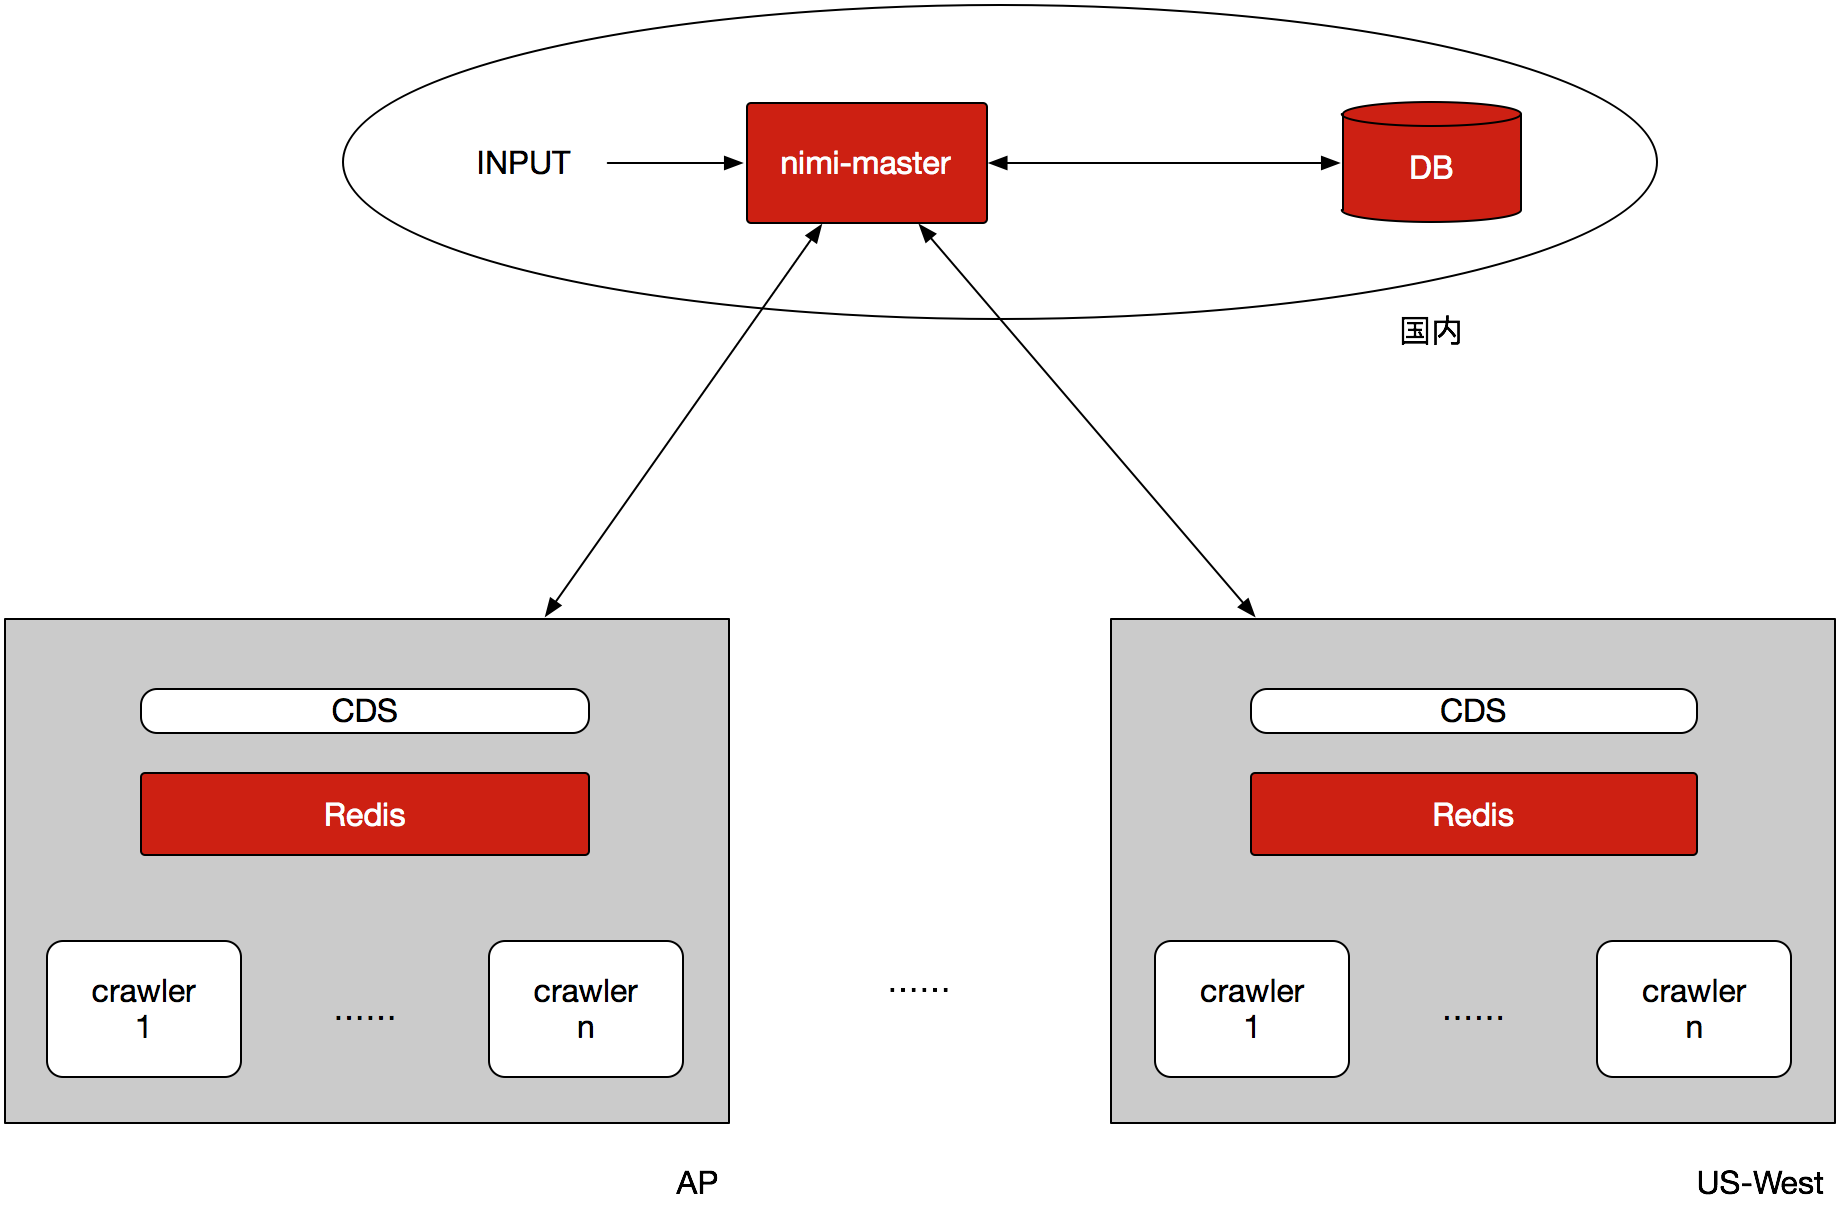 INPUT
nimi-master
DB
国内
CDS
CDS
Redis
Redis
crawler
1
......
crawler
n
......
crawler
1
......
crawler
n
AP
US-West